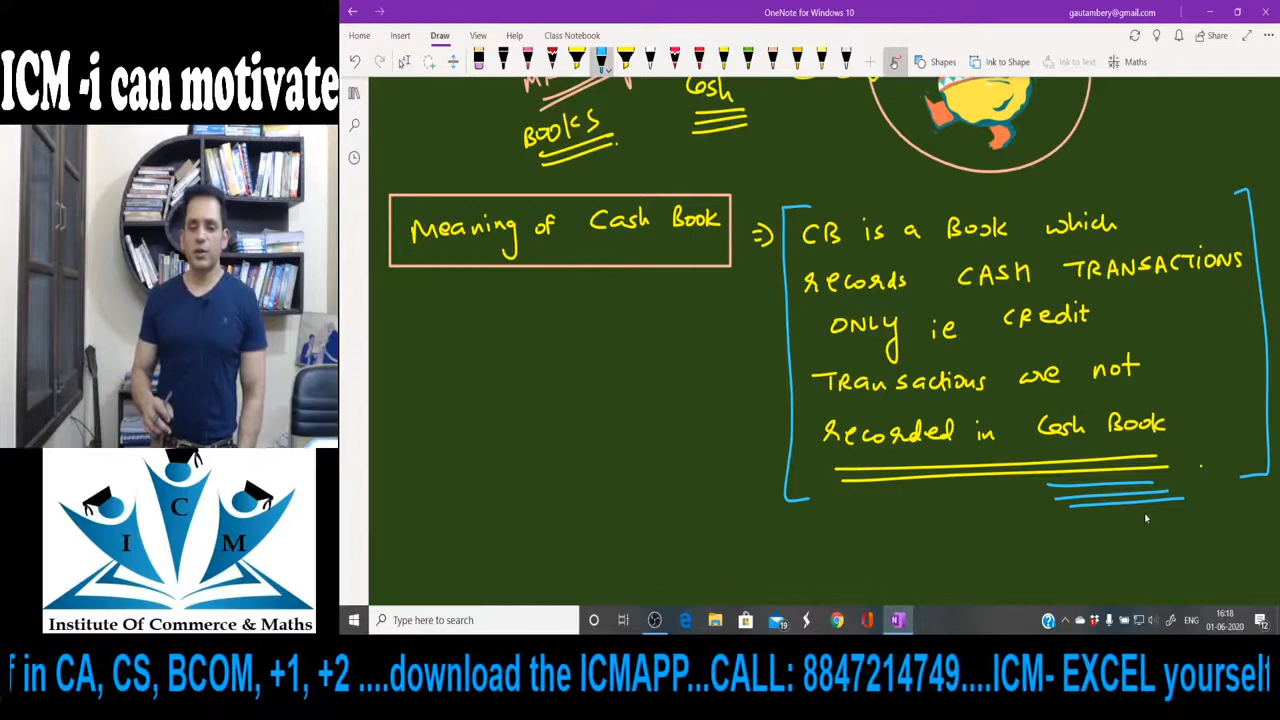 ICM -i can motivate
OneNote for Windows 10
gautambery@gmail.com
Home Insert Draw View Help Class Notebook
Share
Shapes Ink to Shape Ink to Text Maths
Cash
BOOKS
Meaning of Cash Book
⇒ CB is a Book which
records CASH TRANSACTIONS
ONLY ie CRedit
Transactions are not
recorded in Cash Book
I C M
Institute Of Commerce & Maths
Type here to search
19
ENG
16:18
01-06-2020
12
f in CA, CS, BCOM, +1, +2 ....download the ICMAPP...CALL: 8847214749....ICM- EXCEL yourself